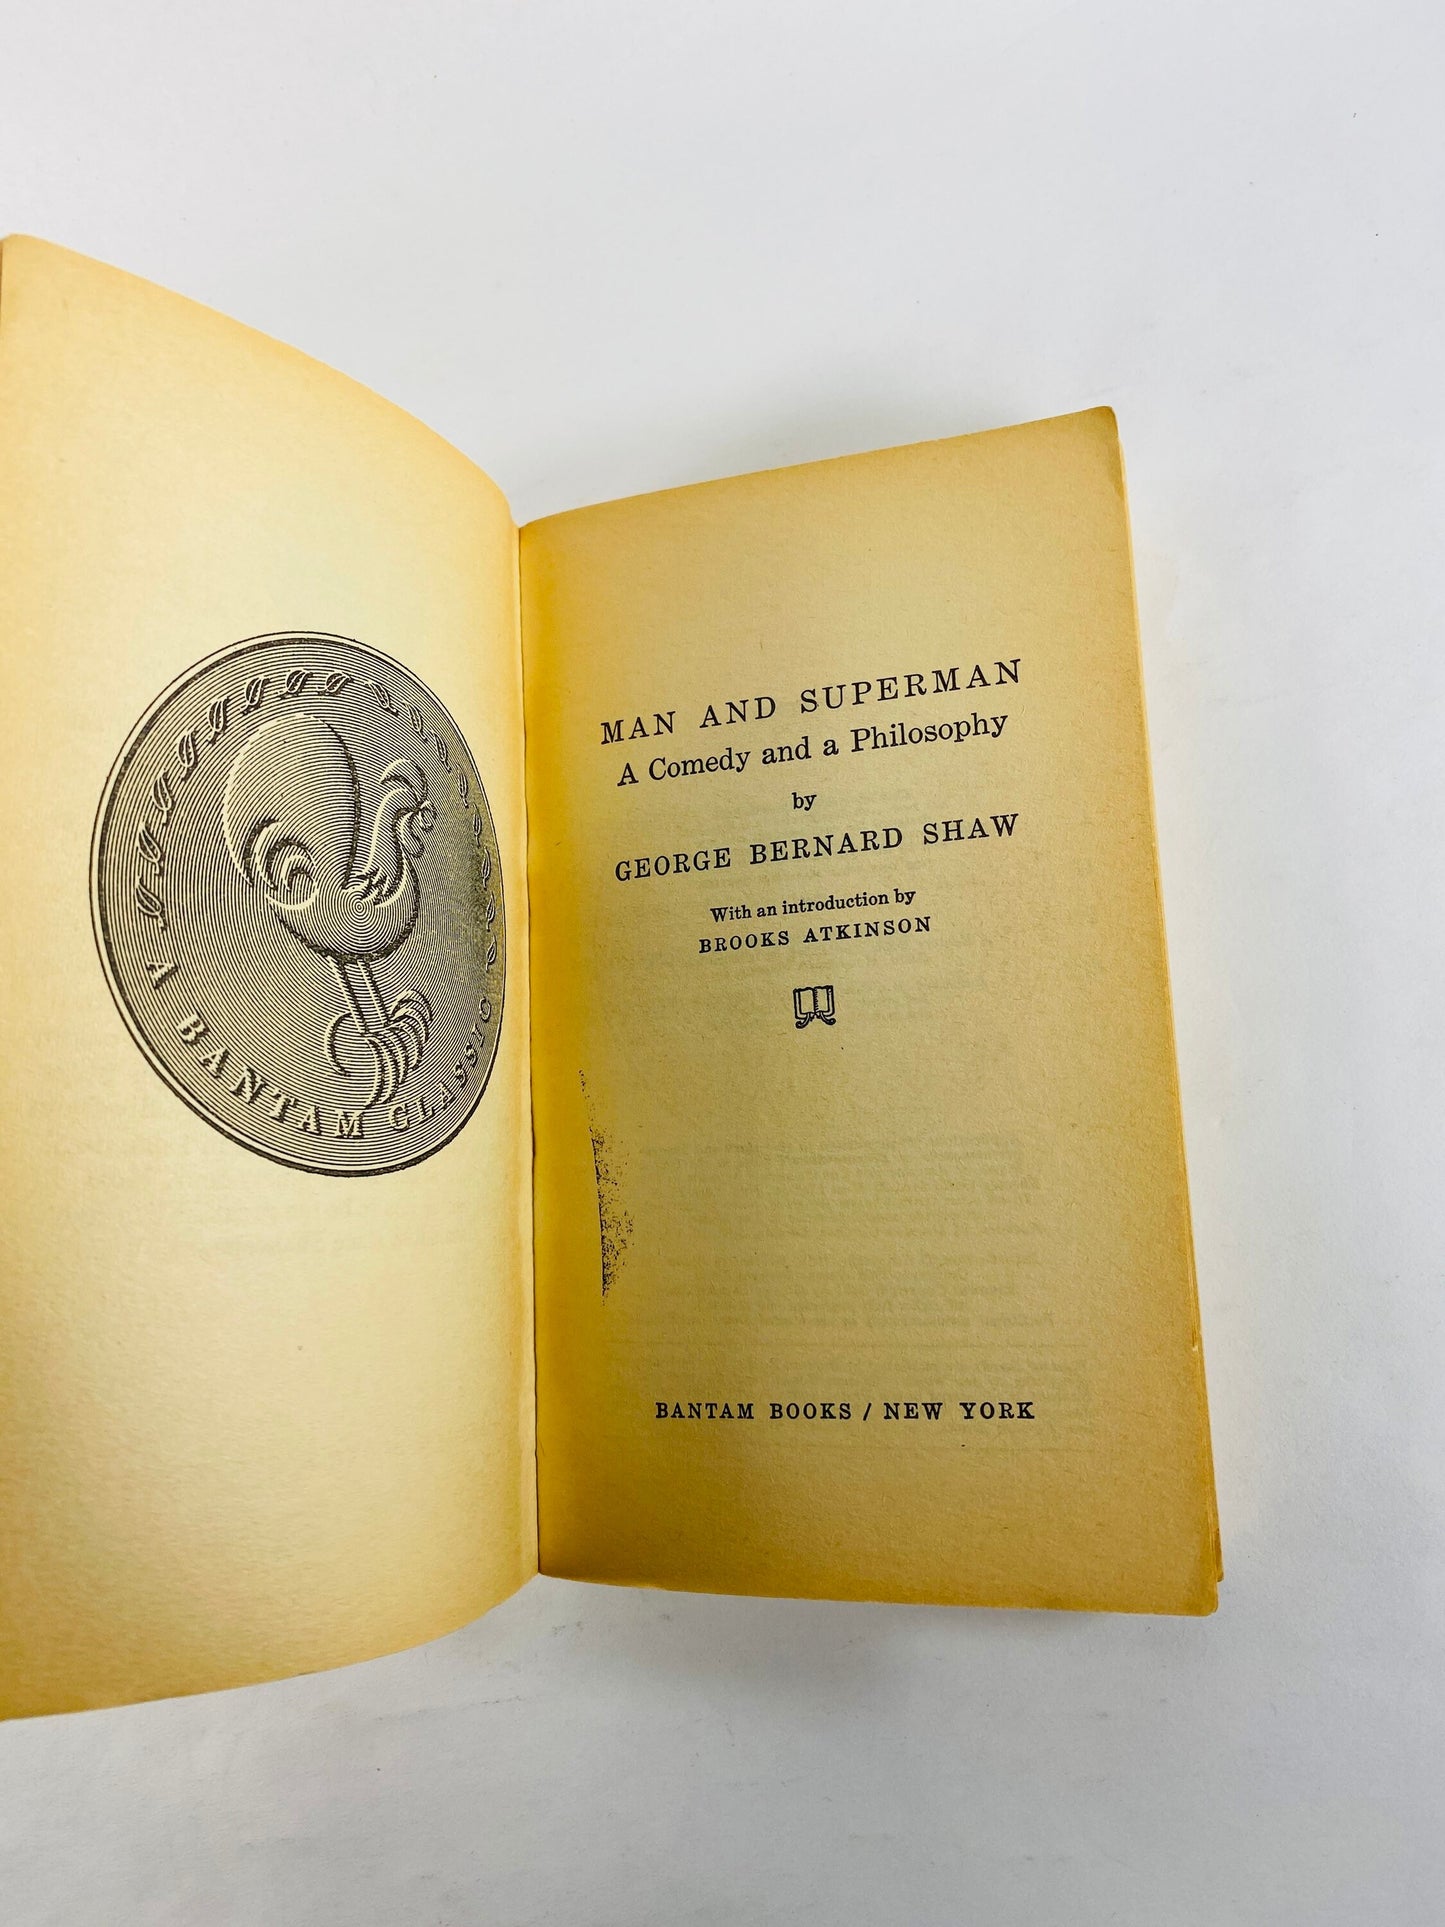 A BANTAM CLASSIC
MAN AND SUPERMAN
A Comedy and a Philosophy
by
GEORGE BERNARD SHAW
With an introduction by
BROOKS ATKINSON
BANTAM BOOKS / NEW YORK